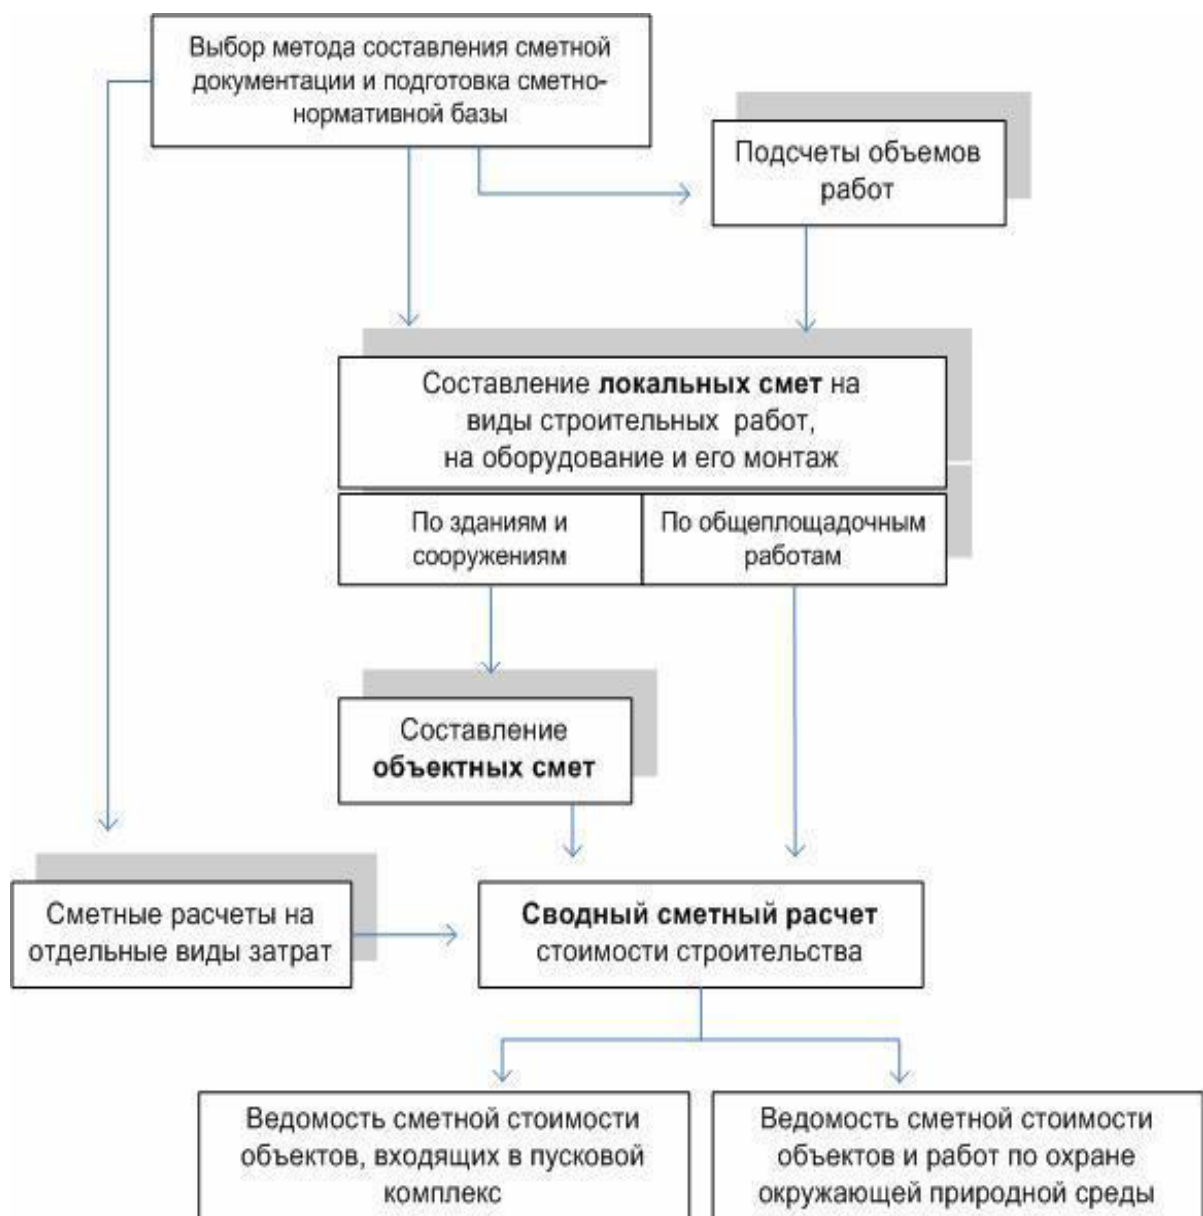 Выбор метода составления сметной
документации и подготовка сметно-
нормативной базы
Подсчеты объемов
работ
Составление локальных смет на
виды строительных работ,
на оборудование и его монтаж
По зданиям и
сооружениям
По общеплощадочным
работам
Составление
объектных смет
Сметные расчеты на
отдельные виды затрат
Сводный сметный расчет
стоимости строительства
Ведомость сметной стоимости
объектов, входящих в пусковой
комплекс
Ведомость сметной стоимости
объектов и работ по охране
окружающей природной среды